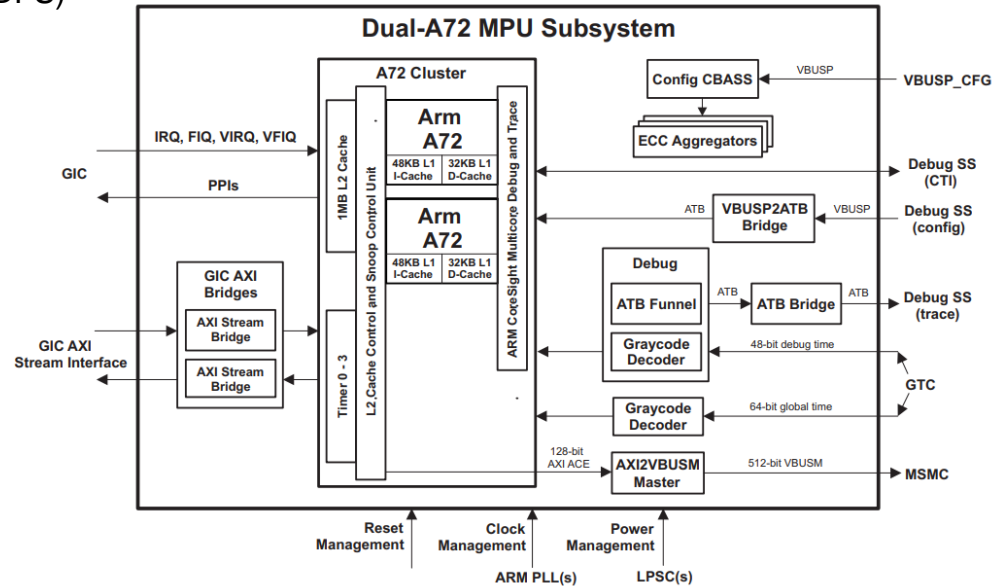 Dual-A72 MPU Subsystem
A72 Cluster
Arm
A72
48KB L1
I-Cache
32KB L1
D-Cache
Arm
A72
48KB L1
I-Cache
32KB L1
D-Cache
1MB L2 Cache
Timer 0 - 3
L2,Cache Control and Snoop Control Unit
ARM CoreSight Multicore Debug and Trace
IRQ, FIQ, VIRQ, VFIQ
GIC
PPIs
GIC AXI
Bridges
AXI Stream
Bridge
AXI Stream
Bridge
GIC AXI
Stream Interface
Config CBASS
VBUSP
VBUSP_CFG
ECC Aggregators
Debug SS
(CTI)
ATB
VBUSP2ATB
Bridge
VBUSP
Debug SS
(config)
Debug
ATB Funnel
ATB
ATB Bridge
ATB
Debug SS
(trace)
Graycode
Decoder
48-bit debug time
GTC
Graycode
Decoder
64-bit global time
128-bit
AXI ACE
AXI2VBUSM
Master
512-bit VBUSM
MSMC
Reset
Management
Clock
Management
Power
Management
ARM PLL(s)
LPSC(s)